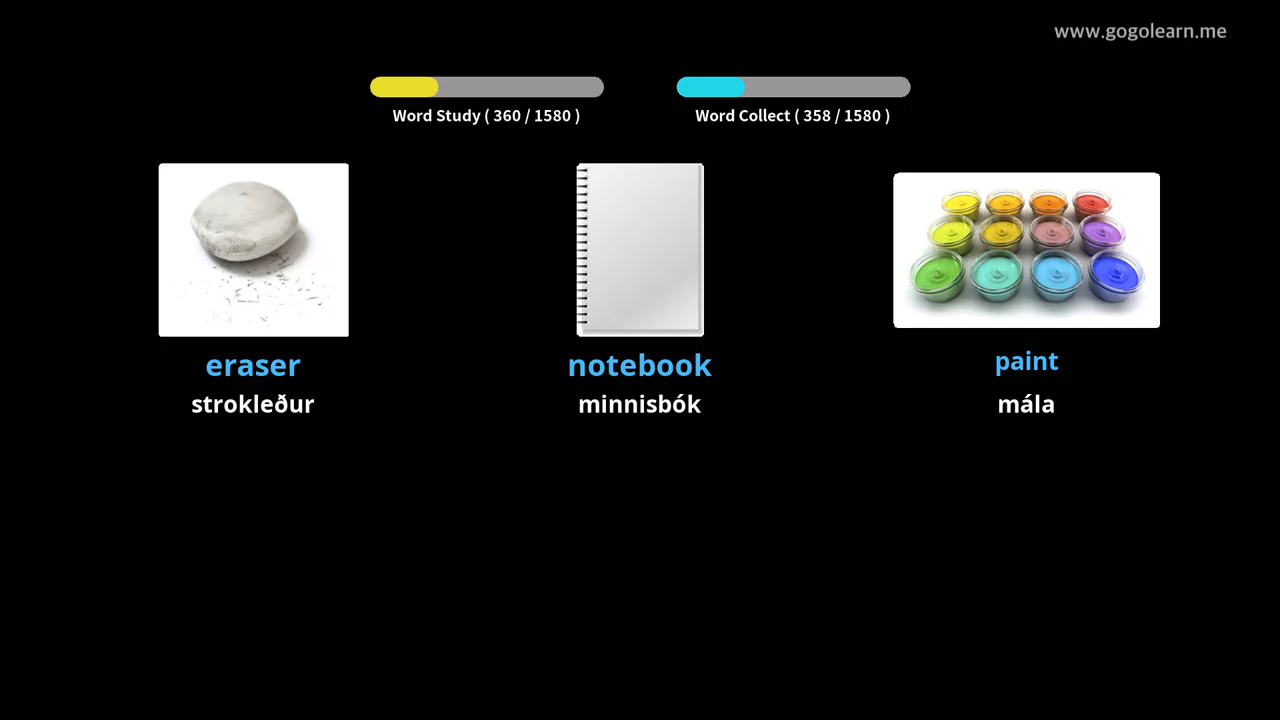 www.gogolearn.me
Word Study ( 360 / 1580 )
Word Collect ( 358 / 1580 )
eraser
strokleður
notebook
minnisbók
paint
mála